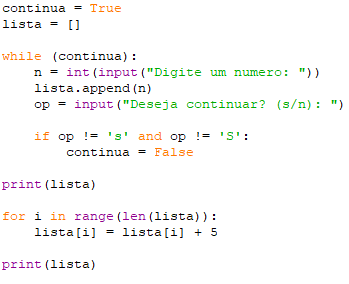 continua = True
lista = []
while (continua):
    n = int(input("Digite um numero: "))
    lista.append(n)
    op = input("Deseja continuar? (s/n): ")
    if op != 's' and op != 'S':
        continua = False
print(lista)
for i in range(len(lista)):
    lista[i] = lista[i] + 5
print(lista)